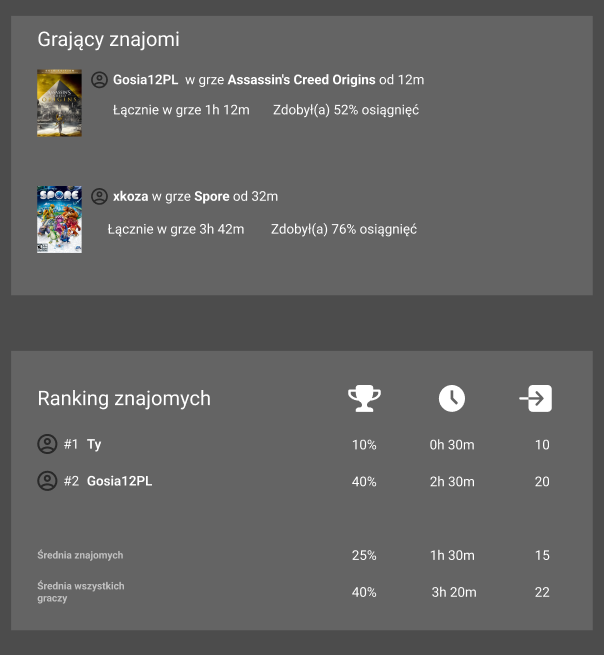 Grający znajomi
Gosia12PL w grze Assassin's Creed Origins od 12m
Łącznie w grze 1h 12m Zdobył(a) 52% osiągnięć
ORIGINS
xkoza w grze Spore od 32m
SPORE
Łącznie w grze 3h 42m Zdobył(a) 76% osiągnięć
Ranking znajomych
#1 Ty 10% 0h 30m 10
#2 Gosia12PL 40% 2h 30m 20
Średnia znajomych 25% 1h 30m 15
Średnia wszystkich
graczy 40% 3h 20m 22